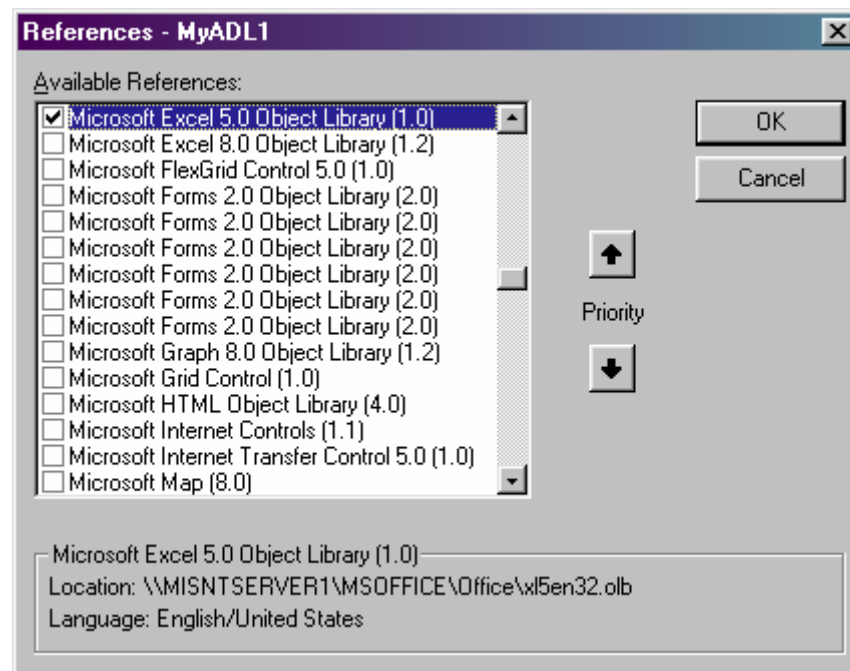 References - MyADL1
Available References:
Microsoft Excel 5.0 Object Library (1.0)
Microsoft Excel 8.0 Object Library (1.2)
Microsoft FlexGrid Control 5.0 (1.0)
Microsoft Forms 2.0 Object Library (2.0)
Microsoft Forms 2.0 Object Library (2.0)
Microsoft Forms 2.0 Object Library (2.0)
Microsoft Forms 2.0 Object Library (2.0)
Microsoft Forms 2.0 Object Library (2.0)
Microsoft Forms 2.0 Object Library (2.0)
Microsoft Graph 8.0 Object Library (1.2)
Microsoft Grid Control (1.0)
Microsoft HTML Object Library (4.0)
Microsoft Internet Controls (1.1)
Microsoft Internet Transfer Control 5.0 (1.0)
Microsoft Map (8.0)
OK
Cancel
Priority
Microsoft Excel 5.0 Object Library (1.0)
Location: \\MISNTSERVER1\MSOFFICE\Office\xl5en32.olb
Language: English/United States